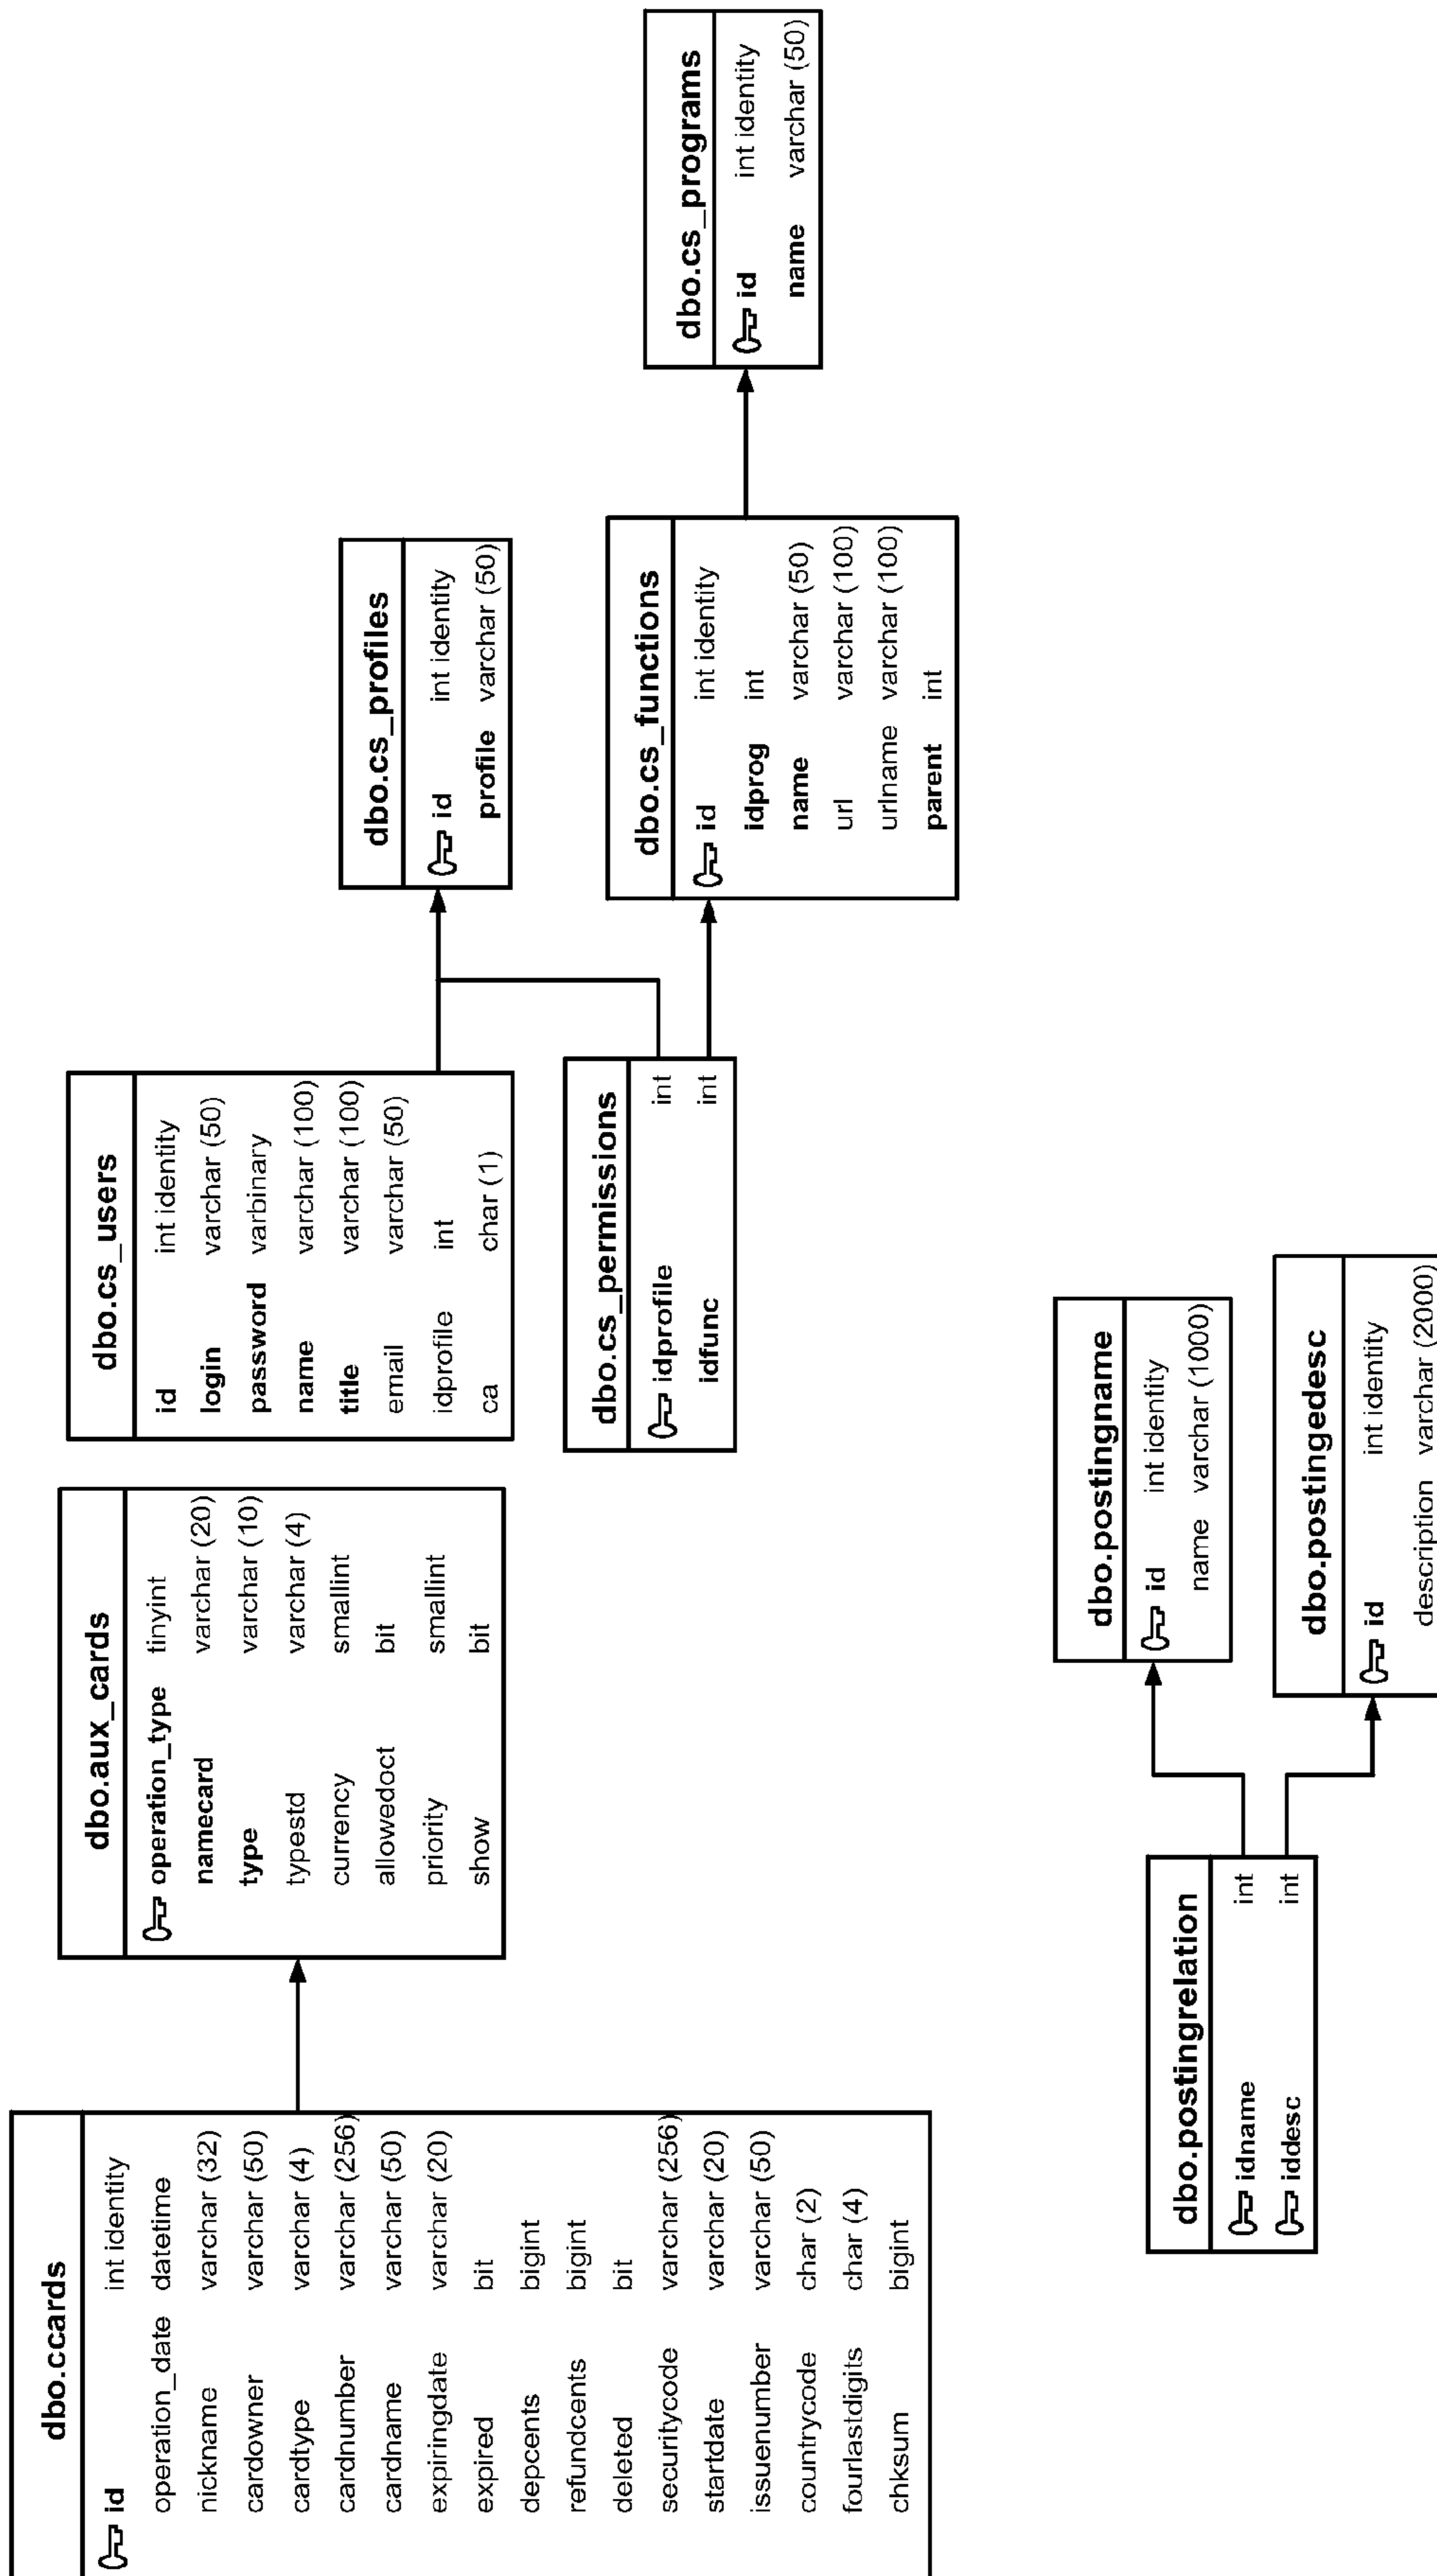 dbo.ccards
id int identity
operation_date datetime
nickname varchar (32)
cardowner varchar (50)
cardtype varchar (4)
cardnumber varchar (256)
cardname varchar (50)
expiringdate varchar (20)
expired bit
depcents bigint
refundcents bigint
deleted bit
securitycode varchar (256)
startdate varchar (20)
issuenumber varchar (50)
countrycode char (2)
fourlastdigits char (4)
chksum bigint
dbo.aux_cards
operation_type tinyint
namecard varchar (20)
type varchar (10)
typestd varchar (4)
currency smallint
allowedoct bit
priority smallint
show bit
dbo.cs_users
id int identity
login varchar (50)
password varbinary
name varchar (100)
title varchar (100)
email varchar (50)
idprofile int
ca char (1)
dbo.cs_profiles
id int identity
profile varchar (50)
dbo.cs_permissions
idprofile int
idfunc int
dbo.cs_functions
id int identity
idprog int
name varchar (50)
url varchar (100)
urlname varchar (100)
parent int
dbo.cs_programs
id int identity
name varchar (50)
dbo.postingrelation
idname int
iddesc int
dbo.postingname
id int identity
name varchar (1000)
dbo.postingedesc
id int identity
description varchar (2000)